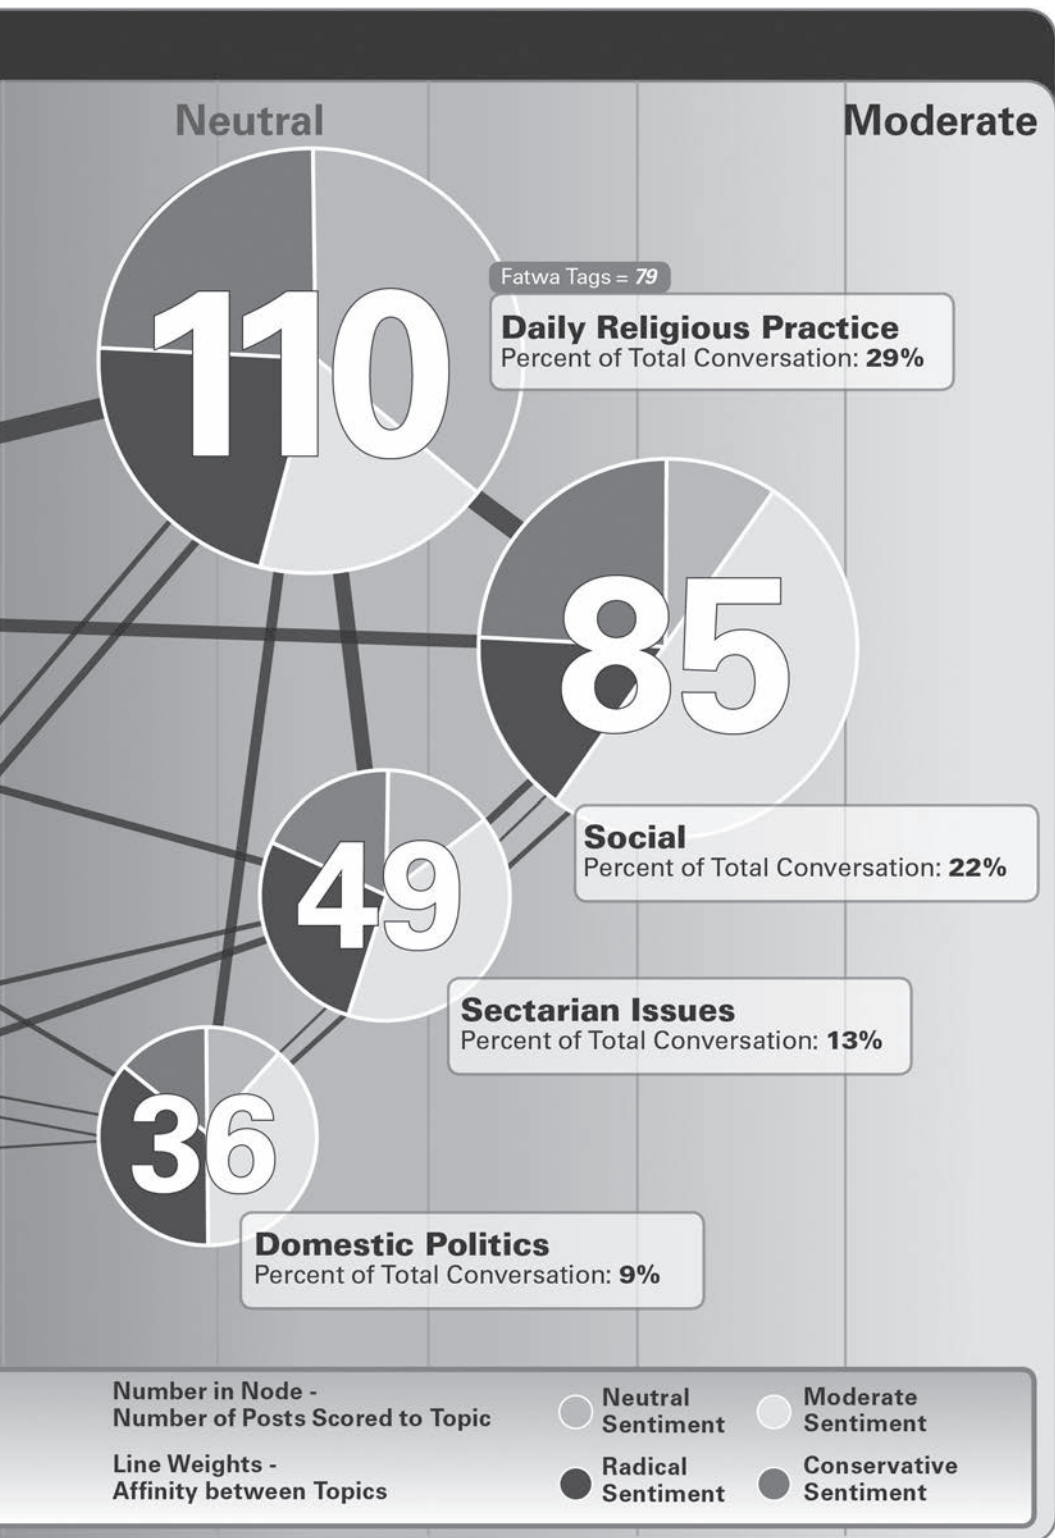 Neutral
Moderate
110
Fatwa Tags = 79
Daily Religious Practice
Percent of Total Conversation: 29%
85
Social
Percent of Total Conversation: 22%
49
Sectarian Issues
Percent of Total Conversation: 13%
36
Domestic Politics
Percent of Total Conversation: 9%
Number in Node -
Number of Posts Scored to Topic
Line Weights -
Affinity between Topics
Neutral
Sentiment
Moderate
Sentiment
Radical
Sentiment
Conservative
Sentiment